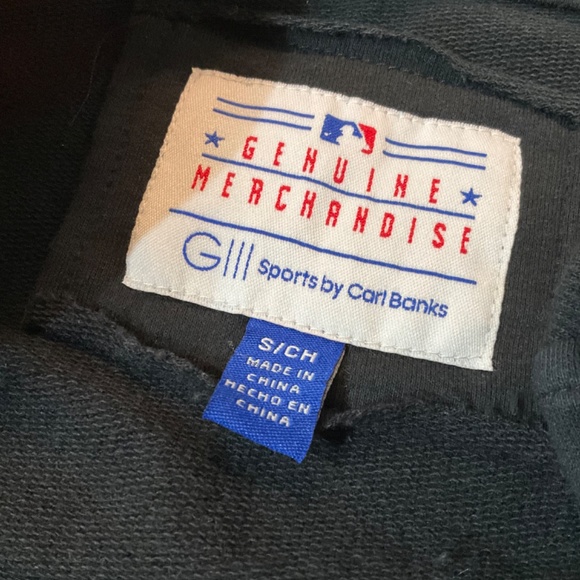 GENUINE
MERCHANDISE
GIII Sports by Carl Banks
S/CH
MADE IN
CHINA
HECHO EN
CHINA